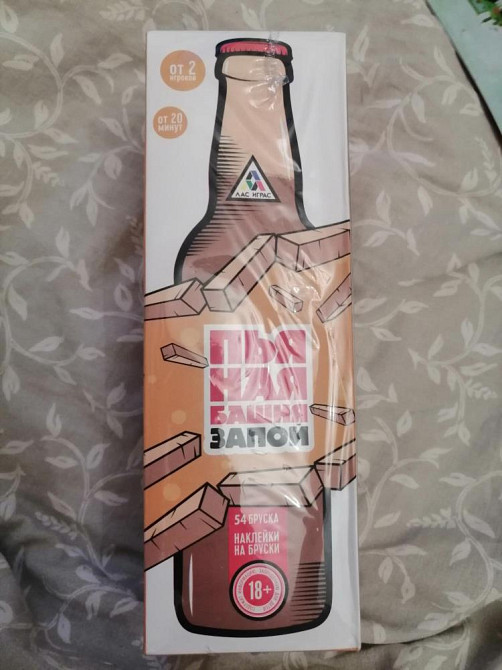 от 2
игроков
от 20
минут
ЛАС ИГРАС
ПЬЯ
НАЯ
БАШНЯ
ЗАПОЙ
54 БРУСКА
НАКЛЕЙКИ
НА БРУСКИ
18+